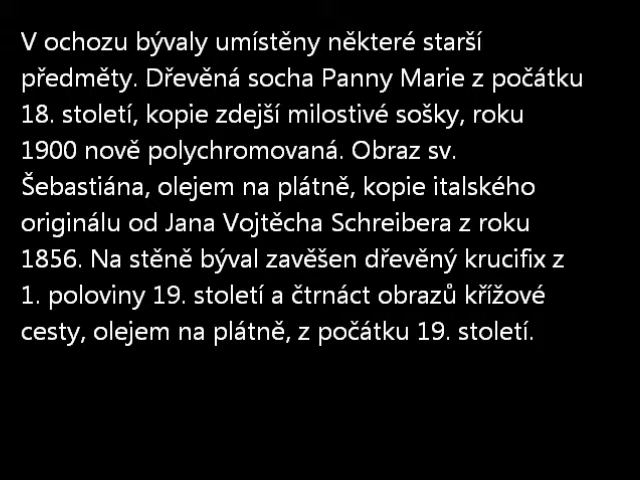 V ochozu bývaly umístěny některé starší
předměty. Dřevěná socha Panny Marie z počátku
18. století, kopie zdejší milostivé sošky, roku
1900 nově polychromovaná. Obraz sv.
Šebastiána, olejem na plátně, kopie italského
originálu od Jana Vojtěcha Schreibera z roku
1856. Na stěně býval zavěšen dřevěný krucifix z
1. poloviny 19. století a čtrnáct obrazů křížové
cesty, olejem na plátně, z počátku 19. století.